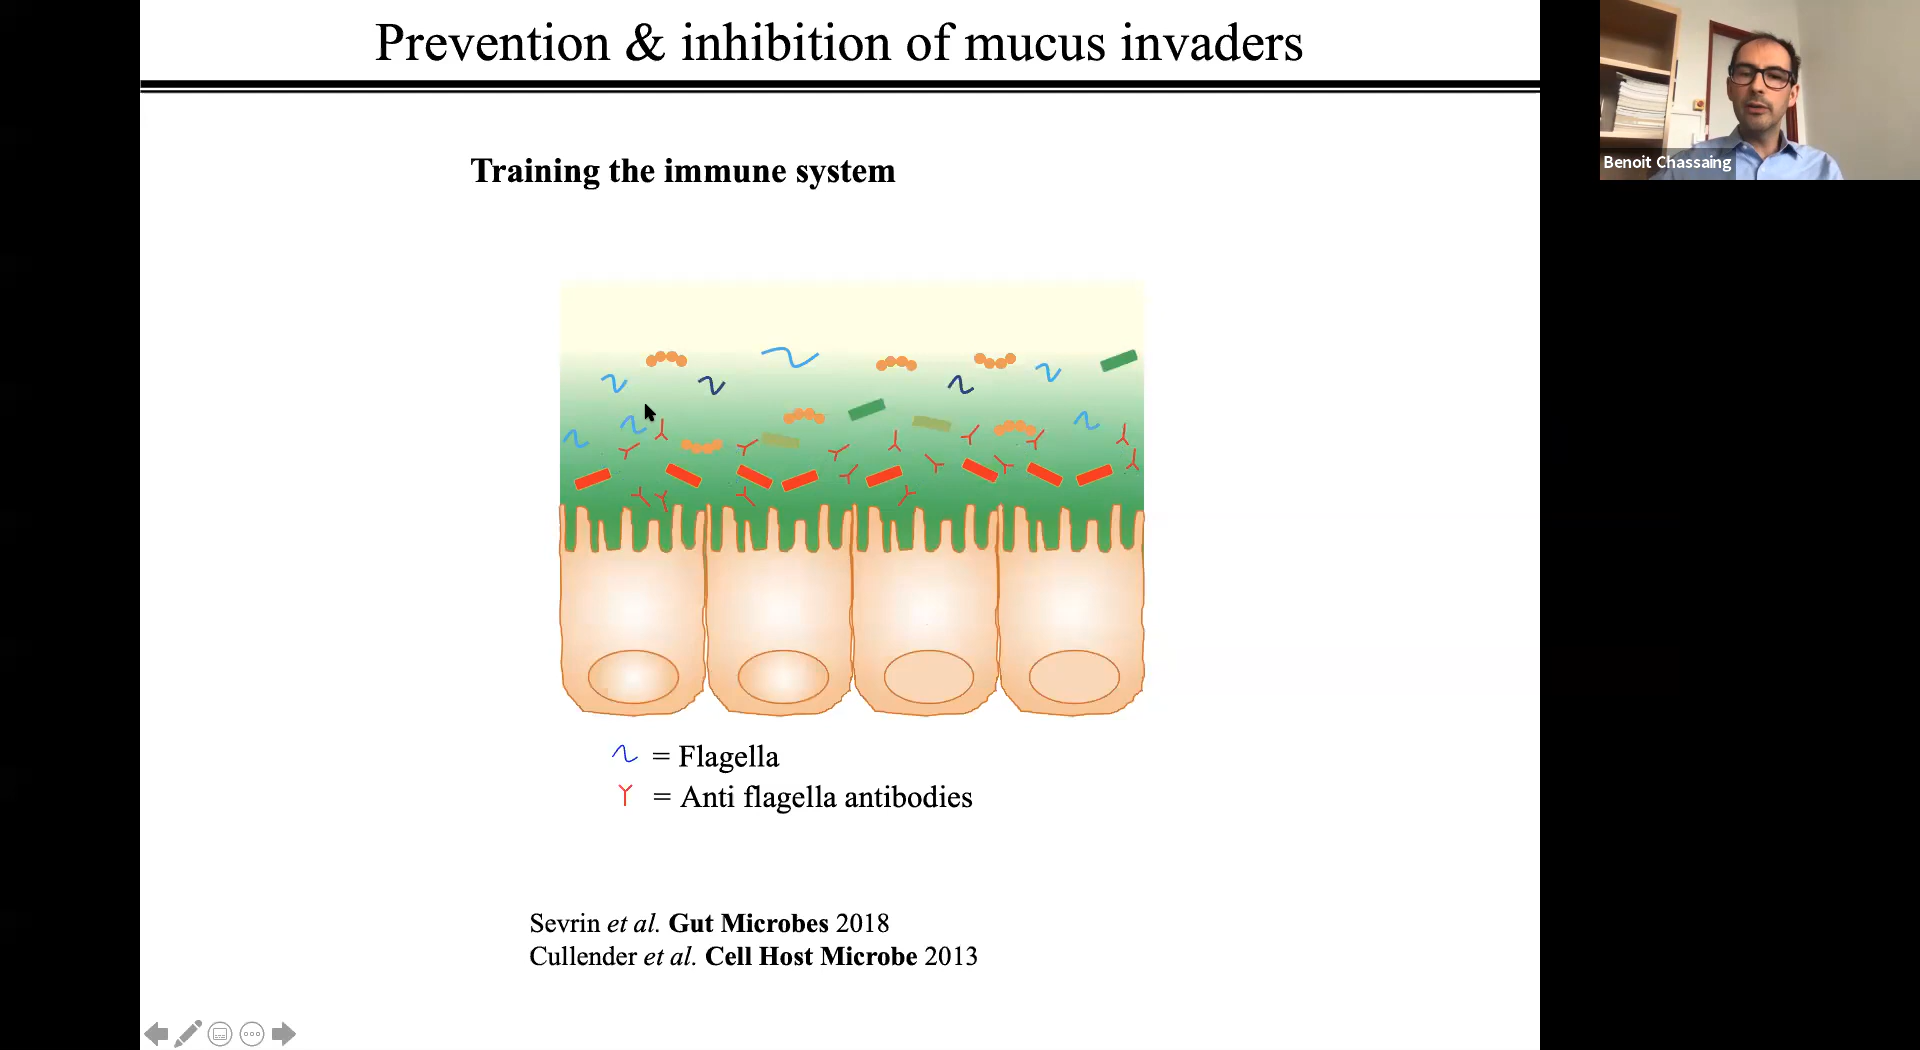 Prevention & inhibition of mucus invaders
Benoit Chassaing
Training the immune system
= Flagella
= Anti flagella antibodies
Sevrin et al. Gut Microbes 2018
Cullender et al. Cell Host Microbe 2013